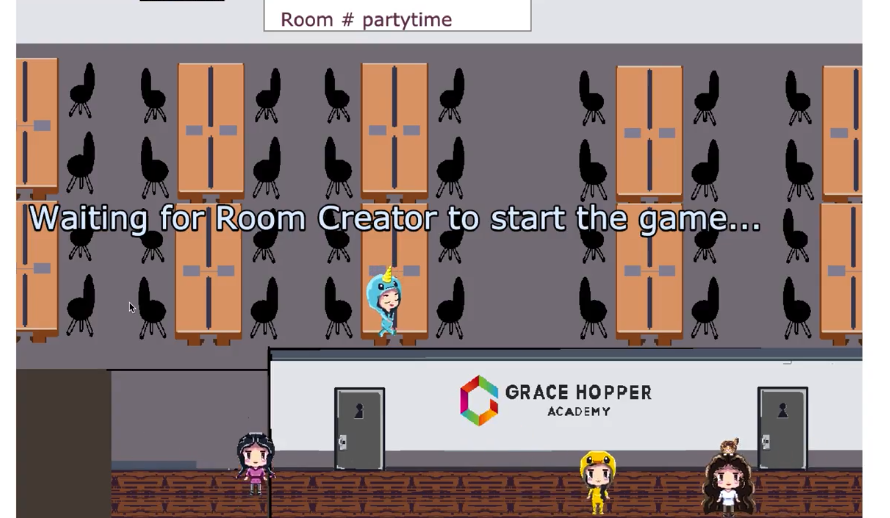 Room # partytime
Waiting for Room Creator to start the game...
GRACE HOPPER
ACADEMY